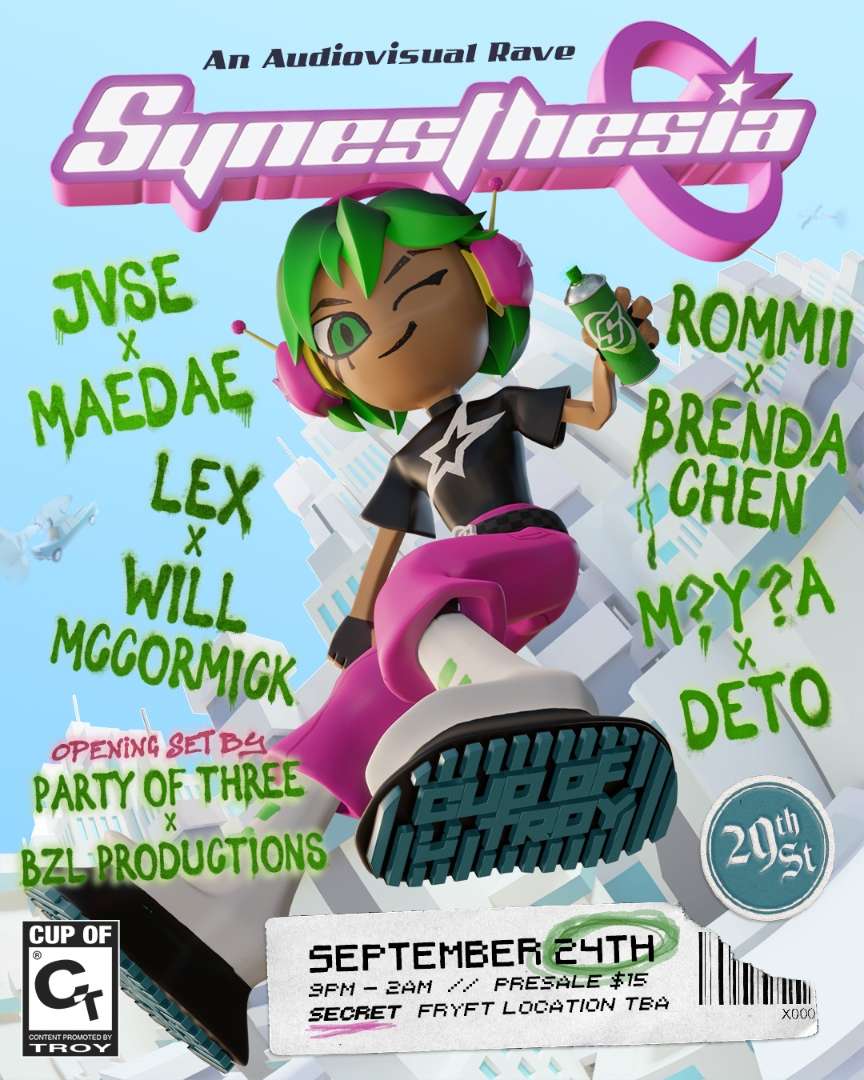 An Audiovisual Rave
Synesthesia
JVSE
x
MAEDAE
LEX
x
WILL
MCCORMICK
OPENING SET BY
PARTY OF THREE
x
BZL PRODUCTIONS
ROMMII
x
BRENDA
CHEN
M?Y?A
x
DETO
CUP OF
TROY
29th
St
SEPTEMBER 24TH
9PM – 2AM // PRESALE $15
SECRET FRYFT LOCATION TBA
X000
CUP OF
®
CT
CONTENT PROMOTED BY
TROY